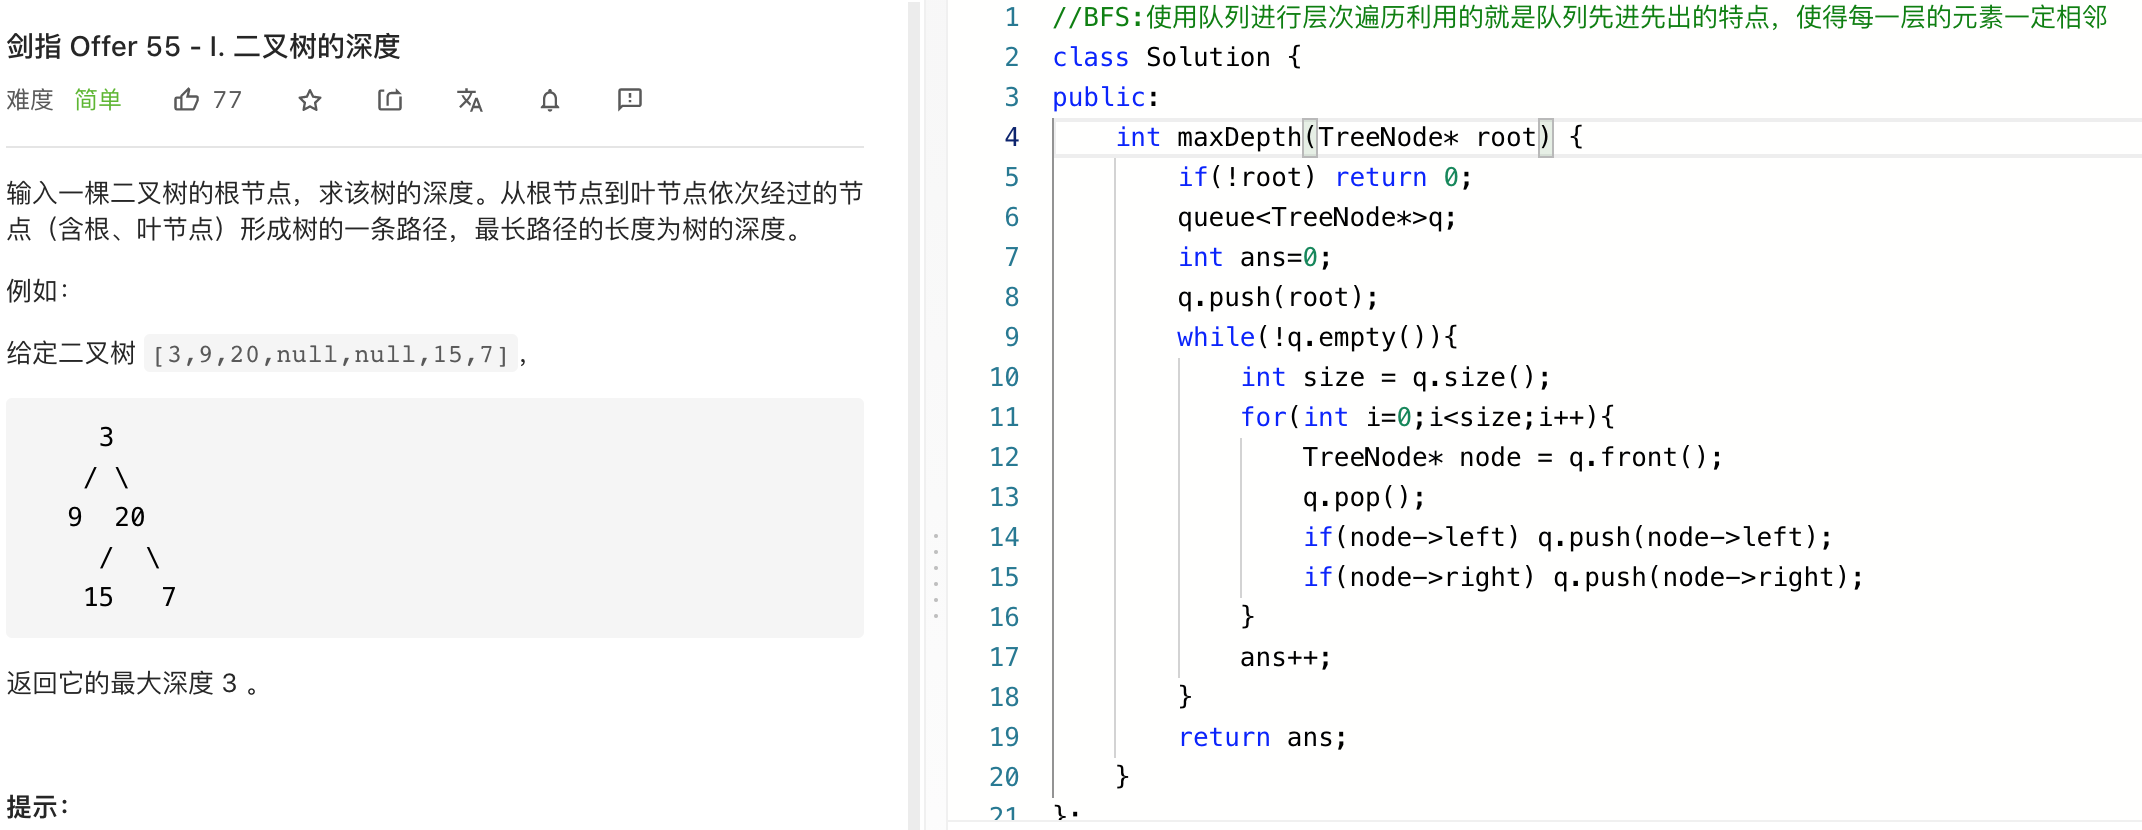 剑指 Offer 55 - I. 二叉树的深度
难度 简单 77
输入一棵二叉树的根节点，求该树的深度。从根节点到叶节点依次经过的节
点（含根、叶节点）形成树的一条路径，最长路径的长度为树的深度。
例如：
给定二叉树 [3,9,20,null,null,15,7]，
3
/ \
9 20
/ \
15 7
返回它的最大深度 3 。
提示：
1 //BFS:使用队列进行层次遍历利用的就是队列先进先出的特点，使得每一层的元素一定相邻
2 class Solution {
3 public:
4 int maxDepth(TreeNode* root) {
5 if(!root) return 0;
6 queue<TreeNode*>q;
7 int ans=0;
8 q.push(root);
9 while(!q.empty()){
10 int size = q.size();
11 for(int i=0;i<size;i++){
12 TreeNode* node = q.front();
13 q.pop();
14 if(node->left) q.push(node->left);
15 if(node->right) q.push(node->right);
16 }
17 ans++;
18 }
19 return ans;
20 }
21 };